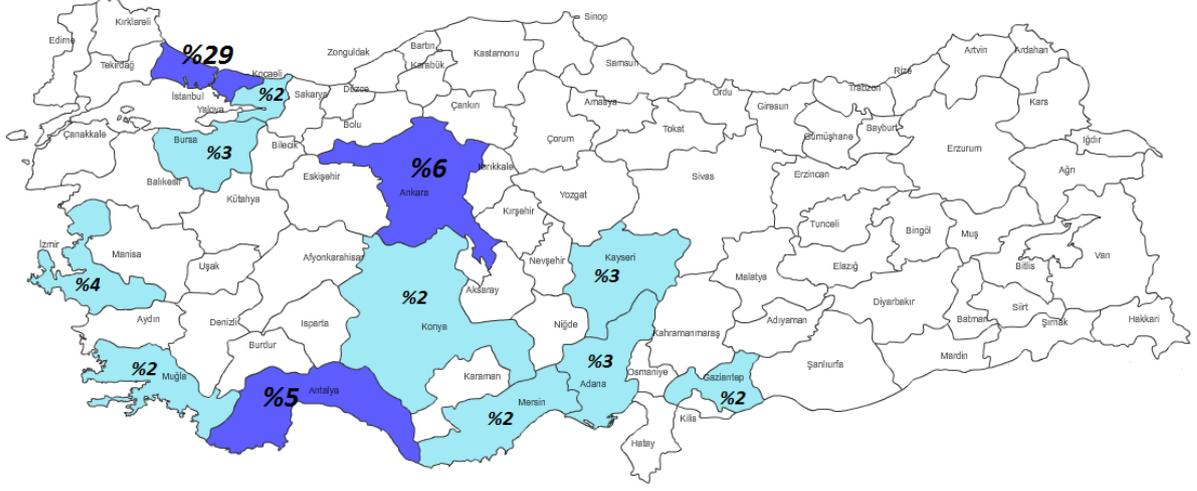 Sinop
Kırklareli
Edirne
%29
Bartın
Zonguldak
Kastamonu
Artvin
Ardahan
Tekirdağ
Karabük
Samsun
Kocaeli
Rize
Düzce
Trabzon
Ordu
İstanbul
%2
Sakarya
Amasya
Giresun
Kars
Yalova
Çankırı
Bolu
Tokat
Bayburt
Çanakkale
Gümüşhane
Bursa
Çorum
Iğdır
Bilecik
%3
Erzurum
%6
Kırıkkale
Ağrı
Erzincan
Eskişehir
Sivas
Balıkesir
Ankara
Yozgat
Kütahya
Kırşehir
Tunceli
Bingöl
Muş
İzmir
Manisa
Afyonkarahisar
Kayseri
Van
Nevşehir
Uşak
Elazığ
Bitlis
%3
Malatya
%4
Aksaray
%2
Diyarbakır
Siirt
Aydın
Denizli
Isparta
Konya
Niğde
Adıyaman
Batman
Şırnak
Hakkari
Kahramanmaraş
Burdur
Mardin
%3
Şanlıurfa
%2
Muğla
Karaman
Osmaniye
Gaziantep
Adana
%5
Antalya
%2
Mersin
%2
Kilis
Hatay